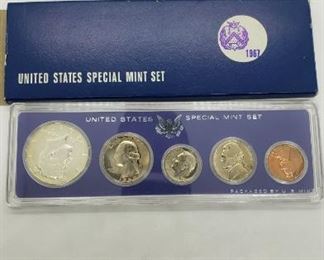 1967
UNITED STATES SPECIAL MINT SET
UNITED STATES SPECIAL MINT SET
PACKAGED BY U.S. MINT